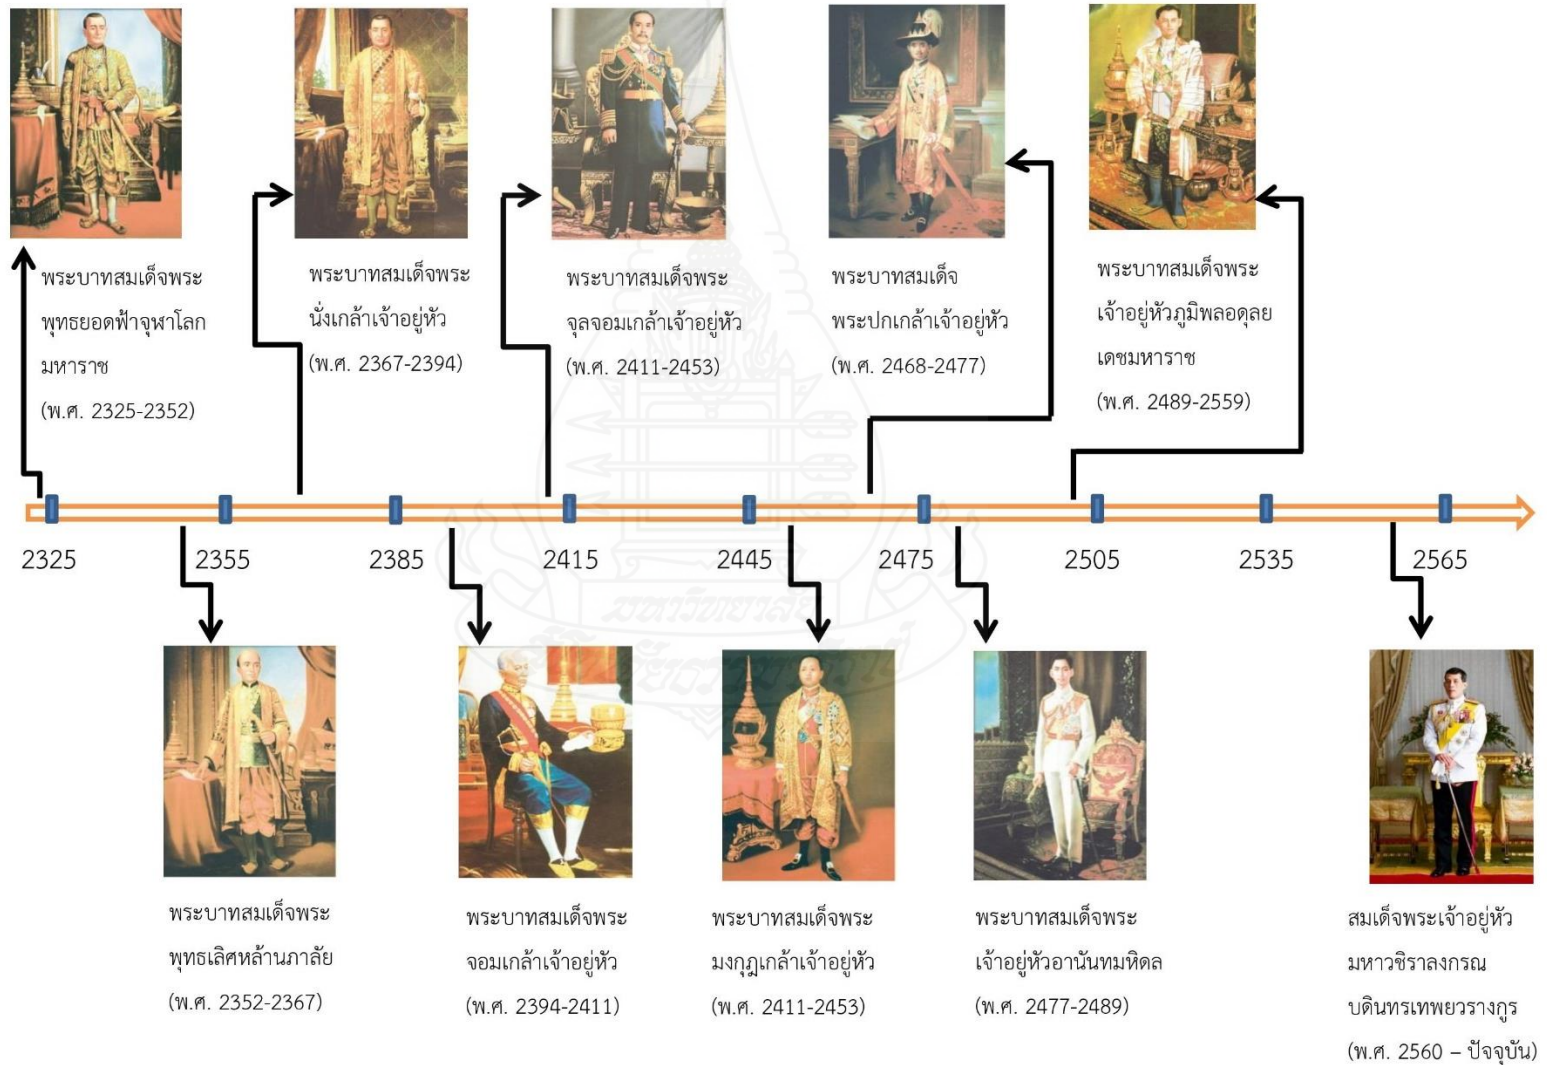 พระบาทสมเด็จพระ
พุทธยอดฟ้าจุฬาโลก
มหาราช
(พ.ศ. 2325-2352)
พระบาทสมเด็จพระ
นั่งเกล้าเจ้าอยู่หัว
(พ.ศ. 2367-2394)
พระบาทสมเด็จพระ
จุลจอมเกล้าเจ้าอยู่หัว
(พ.ศ. 2411-2453)
พระบาทสมเด็จ
พระปกเกล้าเจ้าอยู่หัว
(พ.ศ. 2468-2477)
พระบาทสมเด็จพระ
เจ้าอยู่หัวภูมิพลอดุลย
เดชมหาราช
(พ.ศ. 2489-2559)
2325 2355 2385 2415 2445 2475 2505 2535 2565
มหาวิทยาลัย
พระบาทสมเด็จพระ
พุทธเลิศหล้านภาลัย
(พ.ศ. 2352-2367)
พระบาทสมเด็จพระ
จอมเกล้าเจ้าอยู่หัว
(พ.ศ. 2394-2411)
พระบาทสมเด็จพระ
มงกุฎเกล้าเจ้าอยู่หัว
(พ.ศ. 2411-2453)
พระบาทสมเด็จพระ
เจ้าอยู่หัวอานันทมหิดล
(พ.ศ. 2477-2489)
สมเด็จพระเจ้าอยู่หัว
มหาวชิราลงกรณ
บดินทรเทพยวรางกูร
(พ.ศ. 2560 – ปัจจุบัน)